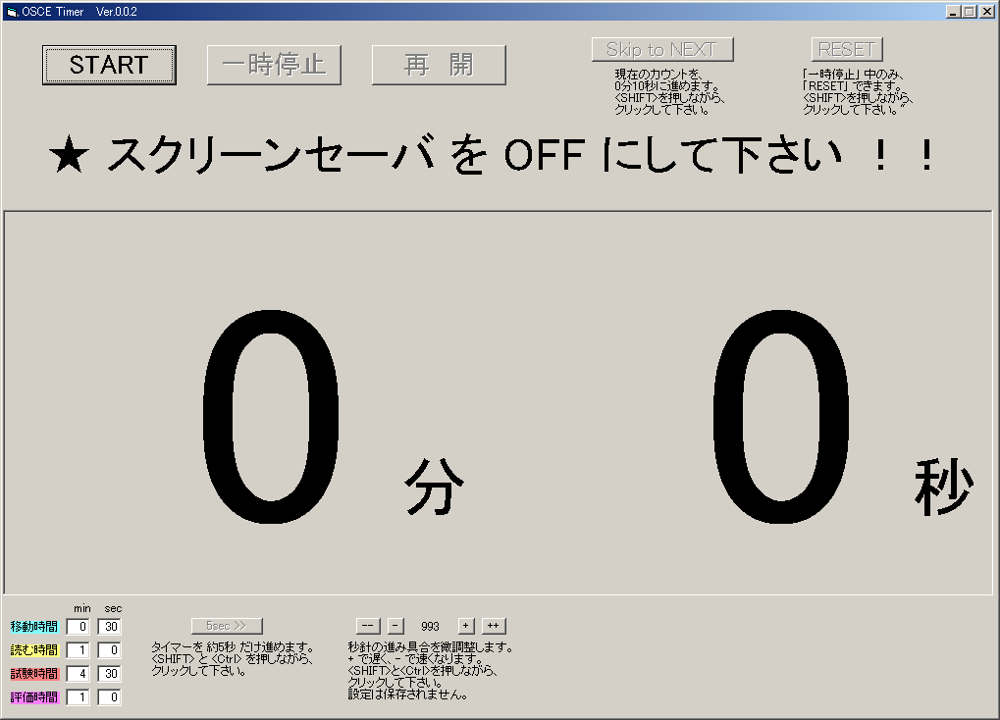 OSCE Timer Ver.0.0.2
START
一時停止
再 開
Skip to NEXT
RESET
現在のカウントを、
0分10秒に進めます。
<SHIFT>を押しながら、
クリックして下さい。
「一時停止」中のみ、
「RESET」できます。
<SHIFT>を押しながら、
クリックして下さい。"
★ スクリーンセーバ を OFF にして下さい ！！
0 分 0 秒
min sec
移動時間 0 30
読む時間 1 0
試験時間 4 30
評価時間 1 0
5sec >>
タイマーを 約5秒 だけ進めます。
<SHIFT> と <Ctrl> を押しながら、
クリックして下さい。
-- - 993 + ++
秒針の進み具合を微調整します。
+ で遅く、- で速くなります。
<SHIFT>と<Ctrl>を押しながら、
クリックして下さい。
設定は保存されません。